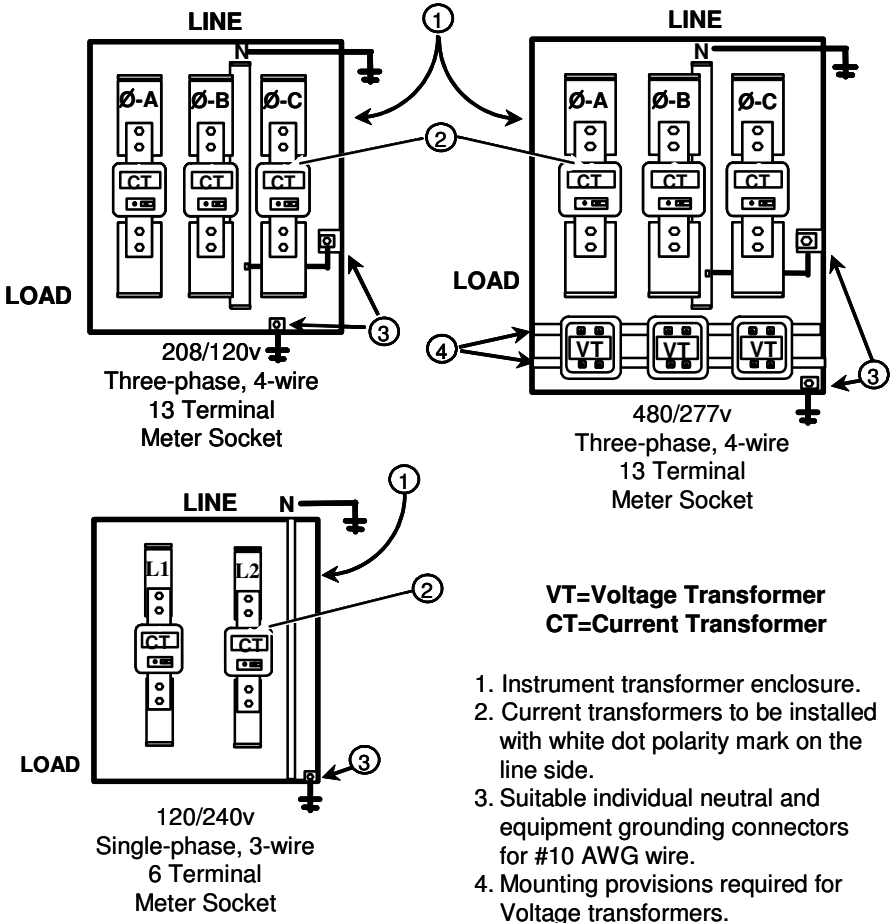 LINE
1
LINE
N
N
Ø-A
Ø-B
Ø-C
Ø-A
Ø-B
Ø-C
2
CT
CT
CT
CT
CT
CT
LOAD
LOAD
3
4
VT
VT
VT
3
208/120v
Three-phase, 4-wire
13 Terminal
Meter Socket
480/277v
Three-phase, 4-wire
13 Terminal
Meter Socket
LINE
N
1
L1
L2
2
CT
CT
LOAD
3
120/240v
Single-phase, 3-wire
6 Terminal
Meter Socket
VT=Voltage Transformer
CT=Current Transformer
1. Instrument transformer enclosure.
2. Current transformers to be installed
with white dot polarity mark on the
line side.
3. Suitable individual neutral and
equipment grounding connectors
for #10 AWG wire.
4. Mounting provisions required for
Voltage transformers.